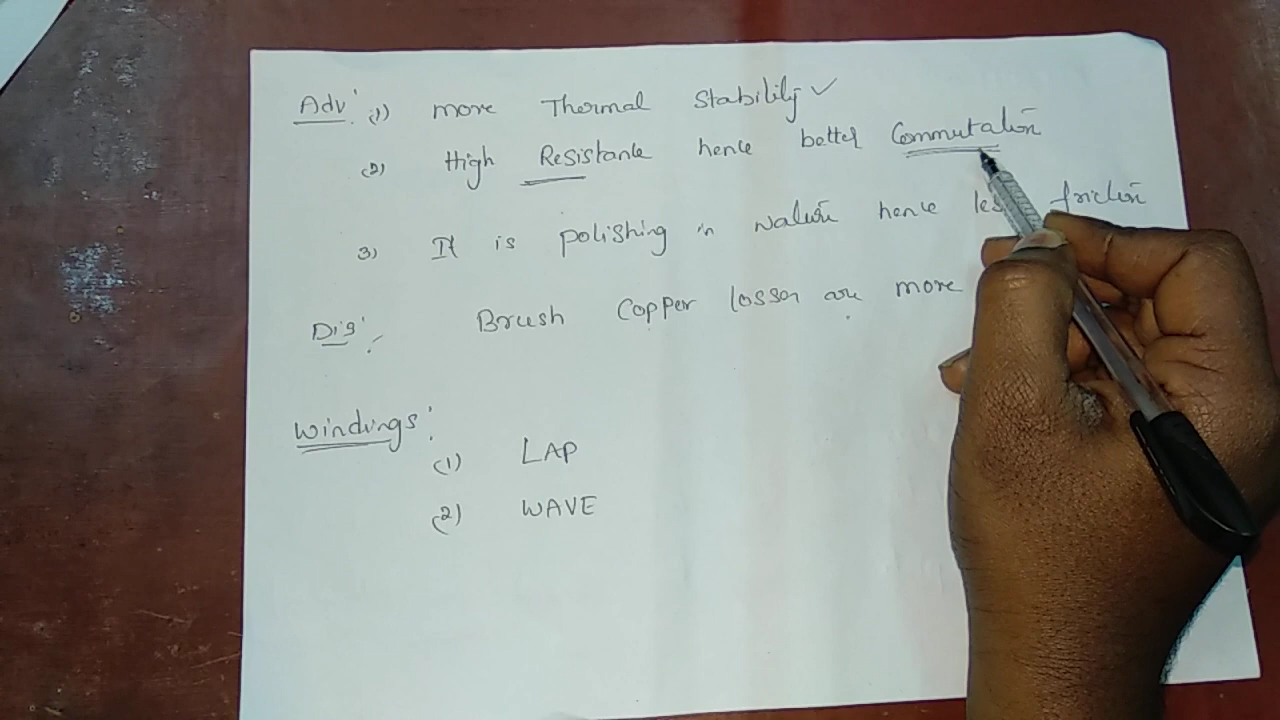 Adv: (1) more Thermal Stability ✓
(2) High Resistance hence better Commutation
3) It is polishing in nature hence less friction
Dis: Brush Copper losses are more
Windings:
(1) LAP
(2) WAVE